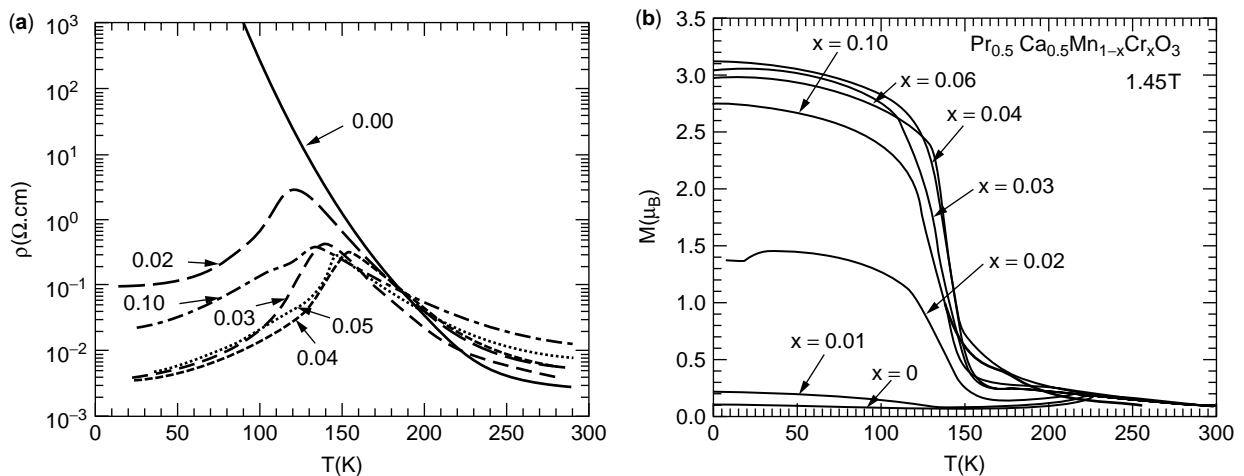 (a)
10³
10²
10¹
10⁰
10⁻¹
10⁻²
10⁻³
ρ(Ω.cm)
0.00
0.02
0.10
0.03
0.05
0.04
0 50 100 150 200 250 300
T(K)
(b)
3.5
3.0
2.5
2.0
1.5
1.0
0.5
0.0
M(μB)
x = 0.10
Pr0.5 Ca0.5Mn1–xCrxO3
x = 0.06
1.45T
x = 0.04
x = 0.03
x = 0.02
x = 0.01
x = 0
0 50 100 150 200 250 300
T(K)